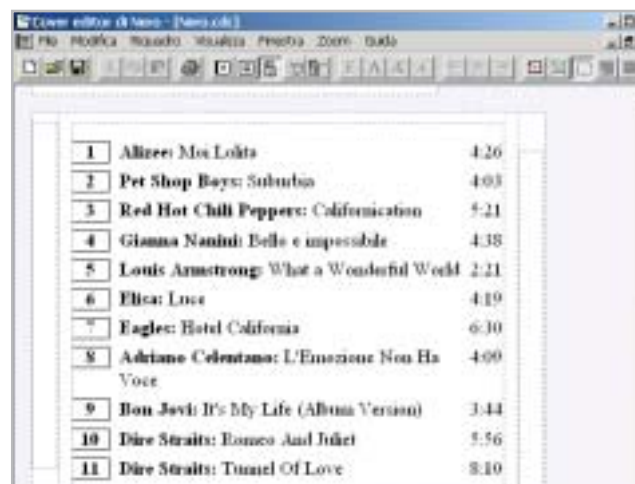 Cover editor di Nero - [Nero.cdc]
File Modifica Riquadro Visualizza Finestra Zoom Guida
1 Alizee: Moi Lolita 4:26
2 Pet Shop Boys: Suburbia 4:03
3 Red Hot Chili Peppers: Californication 5:21
4 Gianna Nanini: Bello e impossibile 4:38
5 Louis Armstrong: What a Wonderful World 2:21
6 Elisa: Luce 4:19
7 Eagles: Hotel California 6:30
8 Adriano Celentano: L'Emozione Non Ha 4:00
Voce
9 Bon Jovi: It's My Life (Album Version) 3:44
10 Dire Straits: Romeo And Juliet 5:56
11 Dire Straits: Tunnel Of Love 8:10